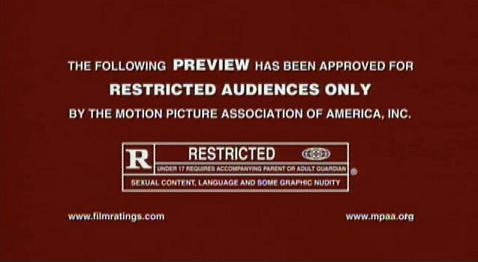 THE FOLLOWING PREVIEW HAS BEEN APPROVED FOR
RESTRICTED AUDIENCES ONLY
BY THE MOTION PICTURE ASSOCIATION OF AMERICA, INC.
R RESTRICTED
UNDER 17 REQUIRES ACCOMPANYING PARENT OR ADULT GUARDIAN
®
SEXUAL CONTENT, LANGUAGE AND SOME GRAPHIC NUDITY
www.filmratings.com www.mpaa.org